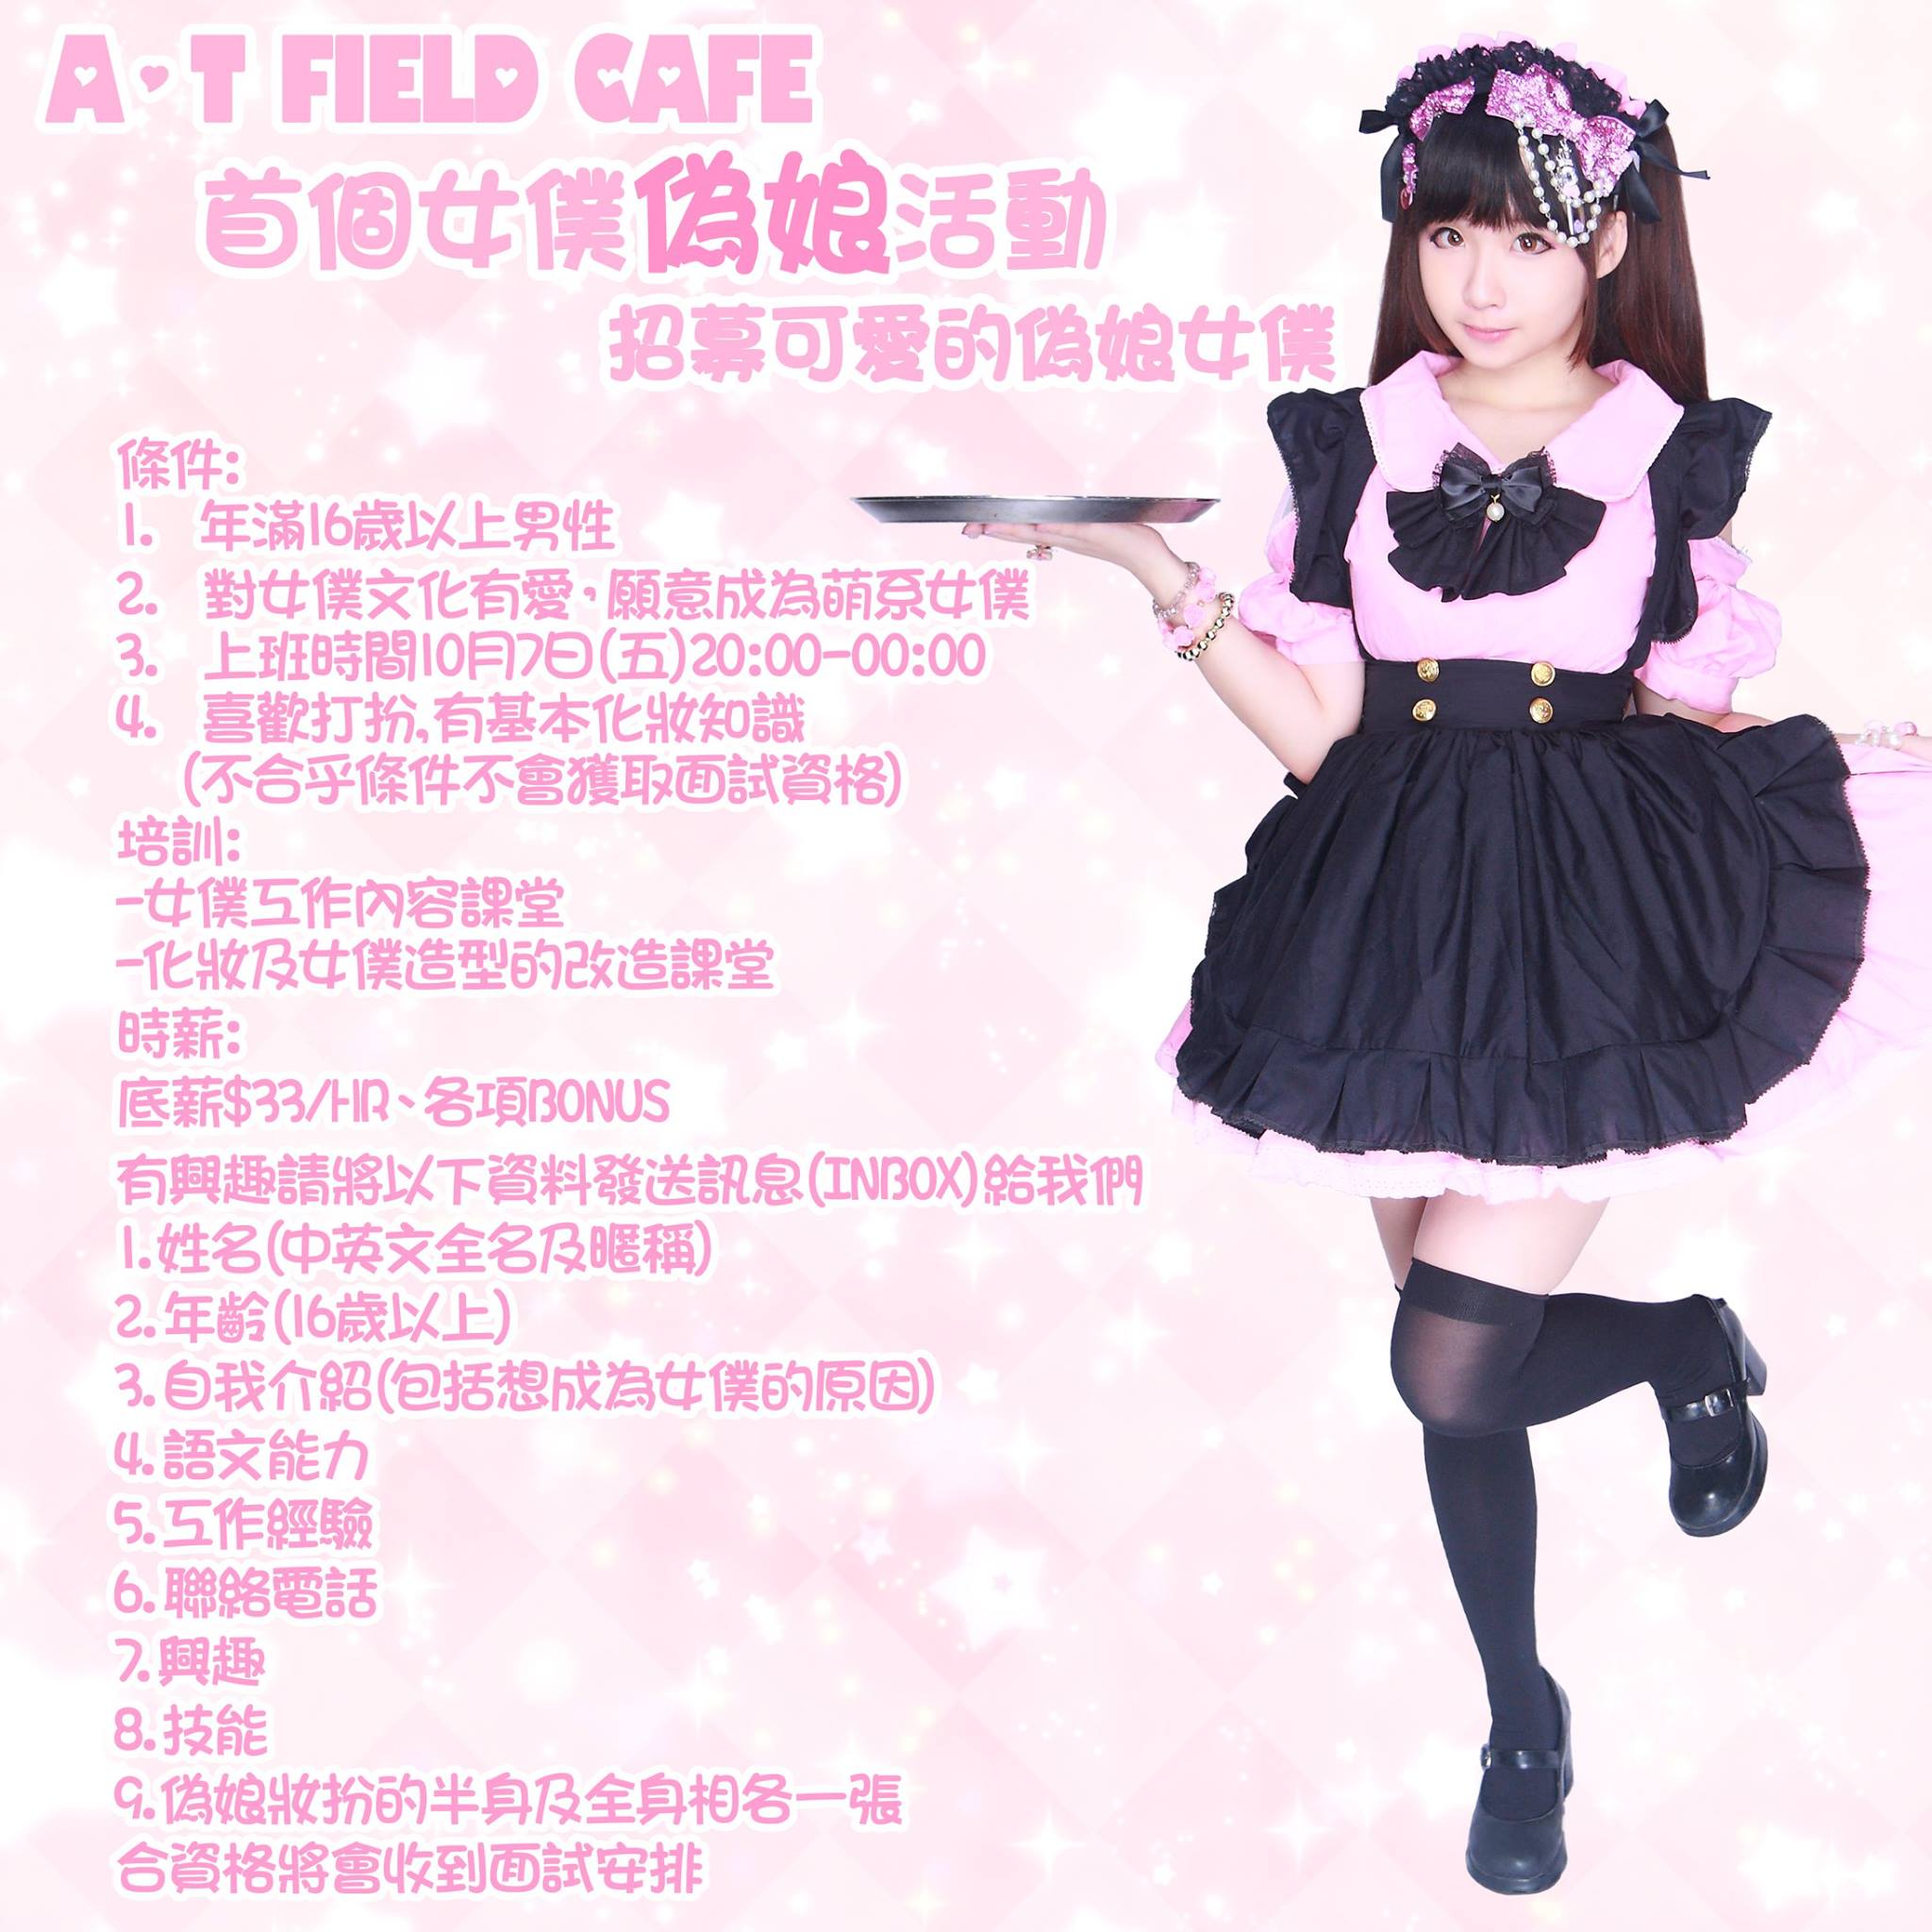 A·T FIELD CAFE
首個女僕偽娘活動
招募可愛的偽娘女僕
條件:
1. 年滿16歲以上男性
2. 對女僕文化有愛,願意成為萌系女僕
3. 上班時間10月7日(五)20:00-00:00
4. 喜歡打扮,有基本化妝知識
(不合乎條件不會獲取面試資格)
培訓:
-女僕工作內容課堂
-化妝及女僕造型的改造課堂
時薪:
底薪$33/HR、各項BONUS
有興趣請將以下資料發送訊息(INBOX)給我們
1.姓名(中英文全名及暱稱)
2.年齡(16歲以上)
3.自我介紹(包括想成為女僕的原因)
4.語文能力
5.工作經驗
6.聯絡電話
7.興趣
8.技能
9.偽娘妝扮的半身及全身相各一張
合資格將會收到面試安排